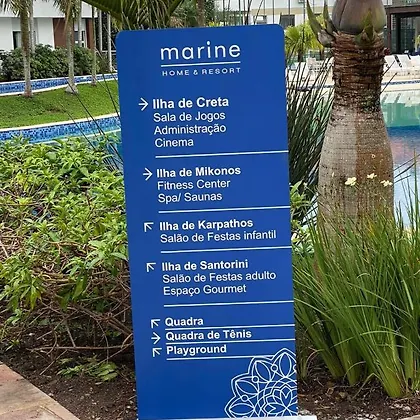 marine
HOME & RESORT
Ilha de Creta
Sala de Jogos
Administração
Cinema
Ilha de Mikonos
Fitness Center
Spa/ Saunas
Ilha de Karpathos
Salão de Festas infantil
Ilha de Santorini
Salão de Festas adulto
Espaço Gourmet
Quadra
Quadra de Tênis
Playground